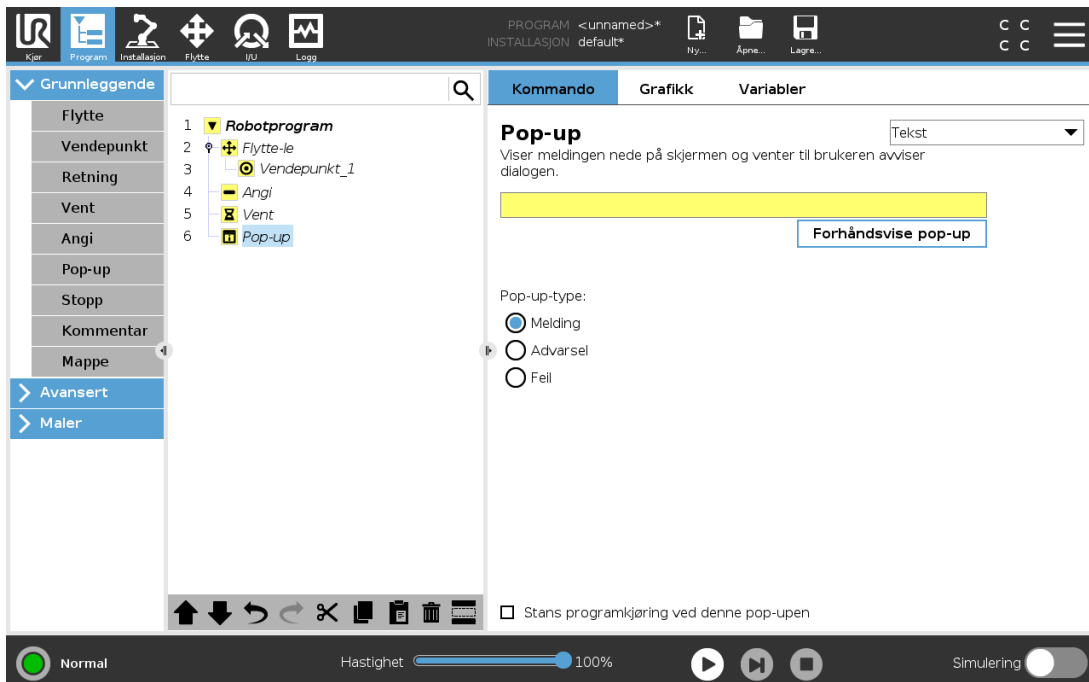 UR
PROGRAM <unnamed>*
INSTALLASJON default*
C C
C C
Kjør Program Installasjon Flytte I/U Logg Ny... Åpne... Lagre...
Grunnleggende
Flytte
Vendepunkt
Retning
Vent
Angi
Pop-up
Stopp
Kommentar
Mappe
Avansert
Maler
1 Robotprogram
2 Flytte-le
3 Vendepunkt_1
4 Angi
5 Vent
6 Pop-up
Kommando Grafikk Variabler
Pop-up
Tekst
Viser meldingen nede på skjermen og venter til brukeren avviser
dialogen.
Forhåndsvise pop-up
Pop-up-type:
Melding
Advarsel
Feil
Stans programkjøring ved denne pop-upen
Normal
Hastighet 100%
Simulering